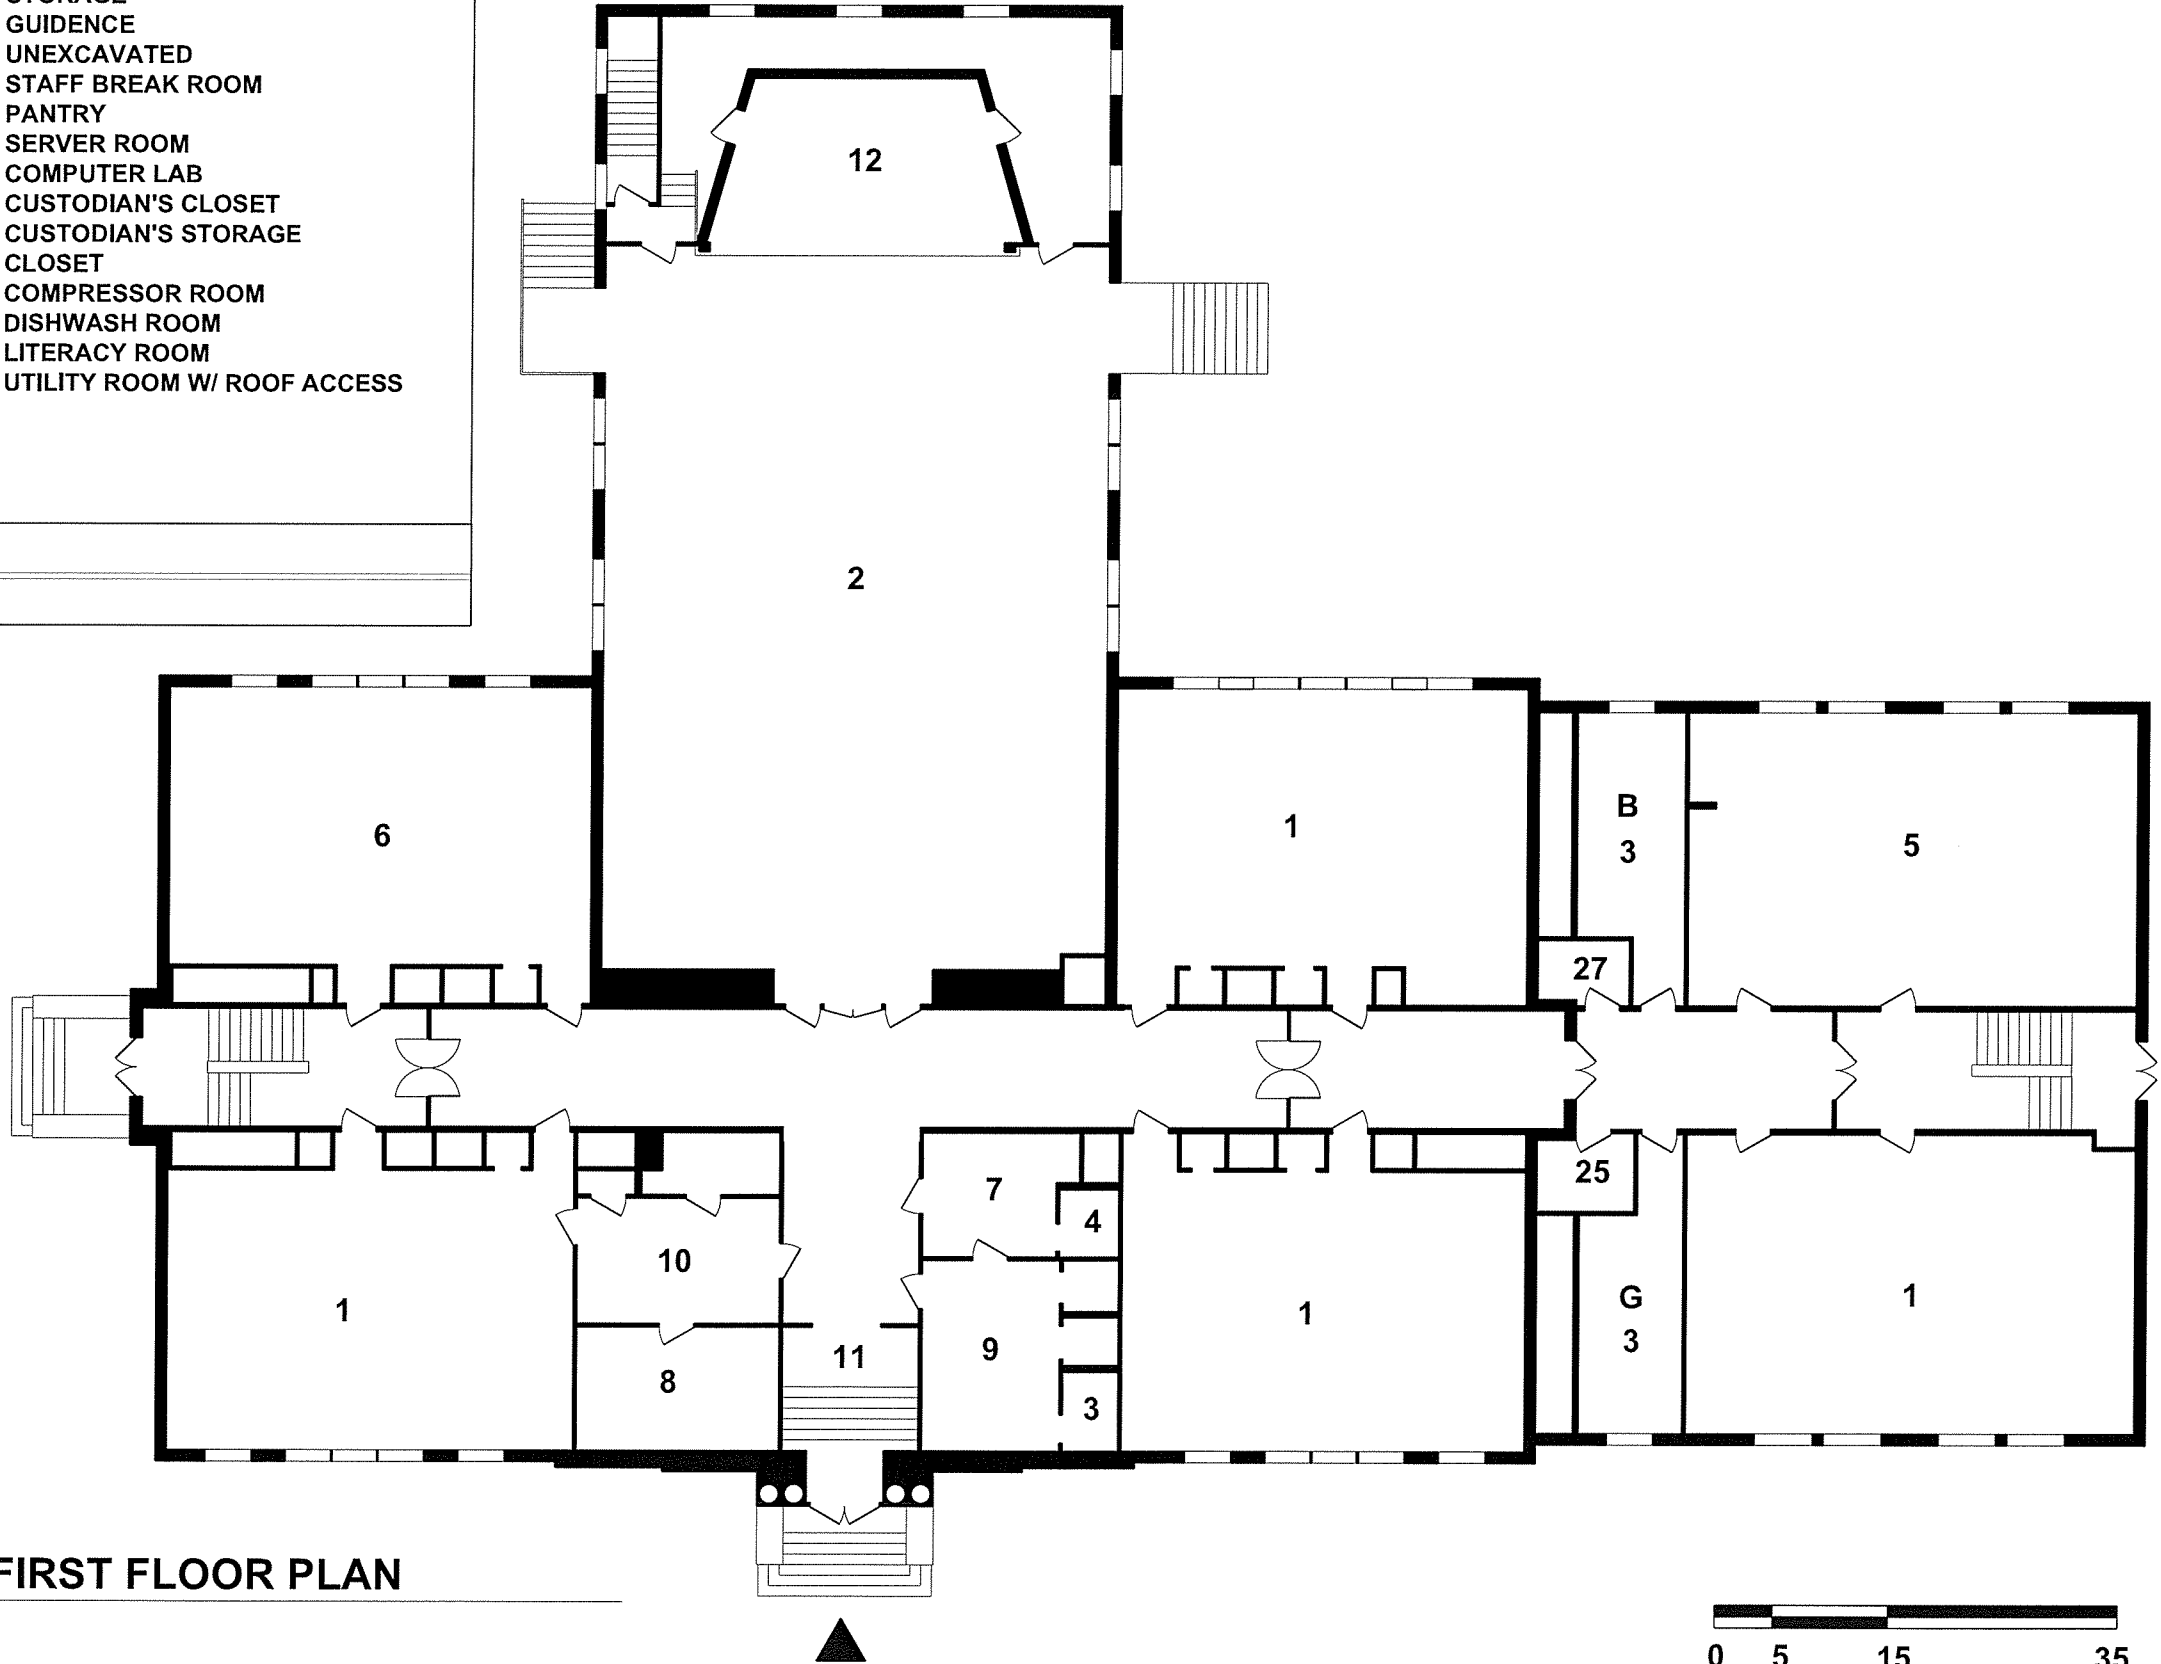 STORAGE
GUIDENCE
UNEXCAVATED
STAFF BREAK ROOM
PANTRY
SERVER ROOM
COMPUTER LAB
CUSTODIAN'S CLOSET
CUSTODIAN'S STORAGE
CLOSET
COMPRESSOR ROOM
DISHWASH ROOM
LITERACY ROOM
UTILITY ROOM W/ ROOF ACCESS
12
2
6
1
B
3
5
27
7
4
25
10
1
8
11
9
3
1
G
3
1
FIRST FLOOR PLAN
0 5 15 35